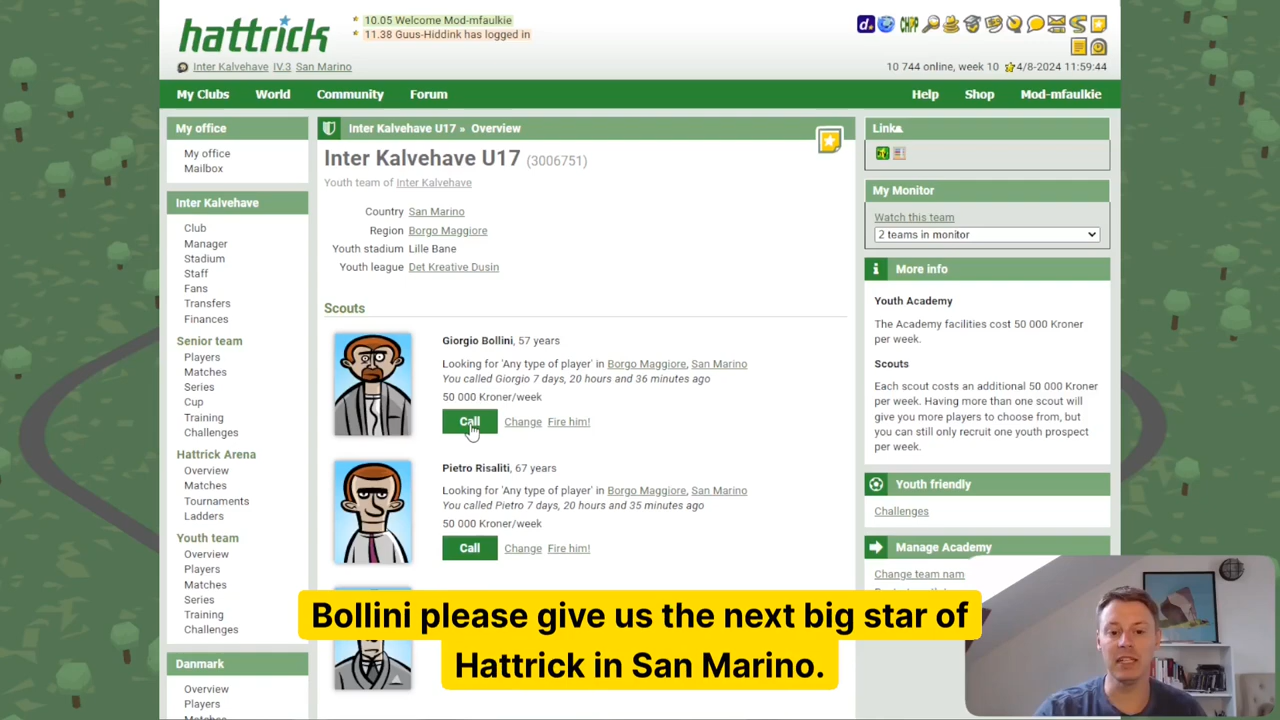 hattrick
10.05 Welcome Mod-mfaulkie
11.38 Guus-Hiddink has logged in
CHPP
Inter Kalvehave IV.3 San Marino
10 744 online, week 10 4/8-2024 11:59:44
My Clubs World Community Forum Help Shop Mod-mfaulkie
My office
My office
Mailbox
Inter Kalvehave
Club
Manager
Stadium
Staff
Fans
Transfers
Finances
Senior team
Players
Matches
Series
Cup
Training
Challenges
Hattrick Arena
Overview
Matches
Tournaments
Ladders
Youth team
Overview
Players
Matches
Series
Training
Challenges
Danmark
Overview
Players
Inter Kalvehave U17 » Overview
Inter Kalvehave U17 (3006751)
Youth team of Inter Kalvehave
Country San Marino
Region Borgo Maggiore
Youth stadium Lille Bane
Youth league Det Kreative Dusin
Scouts
Giorgio Bollini, 57 years
Looking for 'Any type of player' in Borgo Maggiore, San Marino
You called Giorgio 7 days, 20 hours and 36 minutes ago
50 000 Kroner/week
Call Change Fire him!
Pietro Risaliti, 67 years
Looking for 'Any type of player' in Borgo Maggiore, San Marino
You called Pietro 7 days, 20 hours and 35 minutes ago
50 000 Kroner/week
Call Change Fire him!
Links
My Monitor
Watch this team
2 teams in monitor
More info
Youth Academy
The Academy facilities cost 50 000 Kroner
per week.
Scouts
Each scout costs an additional 50 000 Kroner
per week. Having more than one scout will
give you more players to choose from, but
you can still only recruit one youth prospect
per week.
Youth friendly
Challenges
Manage Academy
Change team nam
Bollini please give us the next big star of
Hattrick in San Marino.